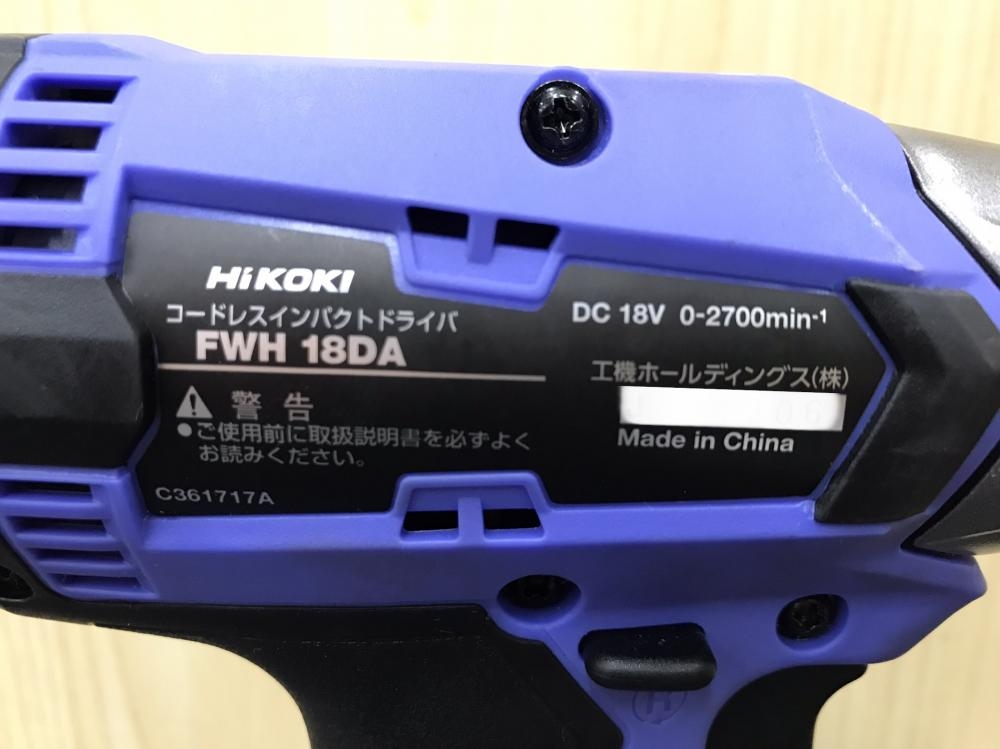 HiKOKI
コードレスインパクトドライバ
FWH 18DA
警告
●ご使用前に取扱説明書を必ずよく
お読みください。
C361717A
DC 18V 0-2700min-¹
工機ホールディングス(株)
Made in China